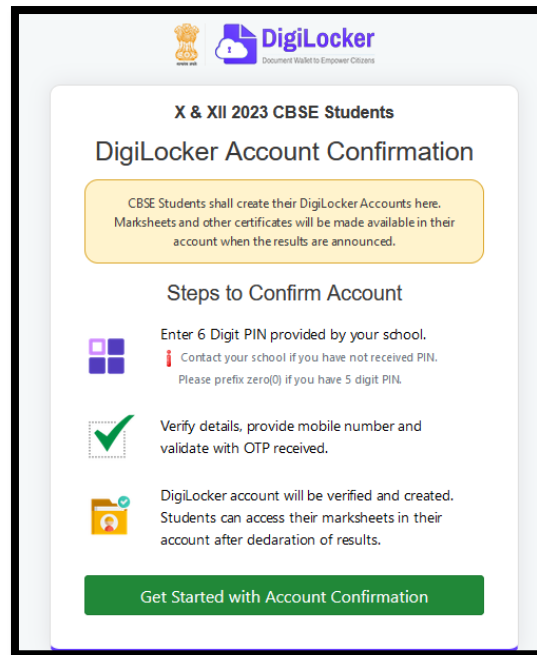 DigiLocker
Document Wallet to Empower Citizens
X & XII 2023 CBSE Students
DigiLocker Account Confirmation
CBSE Students shall create their DigiLocker Accounts here.
Marksheets and other certificates will be made available in their
account when the results are announced.
Steps to Confirm Account
Enter 6 Digit PIN provided by your school.
Contact your school if you have not received PIN.
Please prefix zero(0) if you have 5 digit PIN.
Verify details, provide mobile number and
validate with OTP received.
DigiLocker account will be verified and created.
Students can access their marksheets in their
account after declaration of results.
Get Started with Account Confirmation